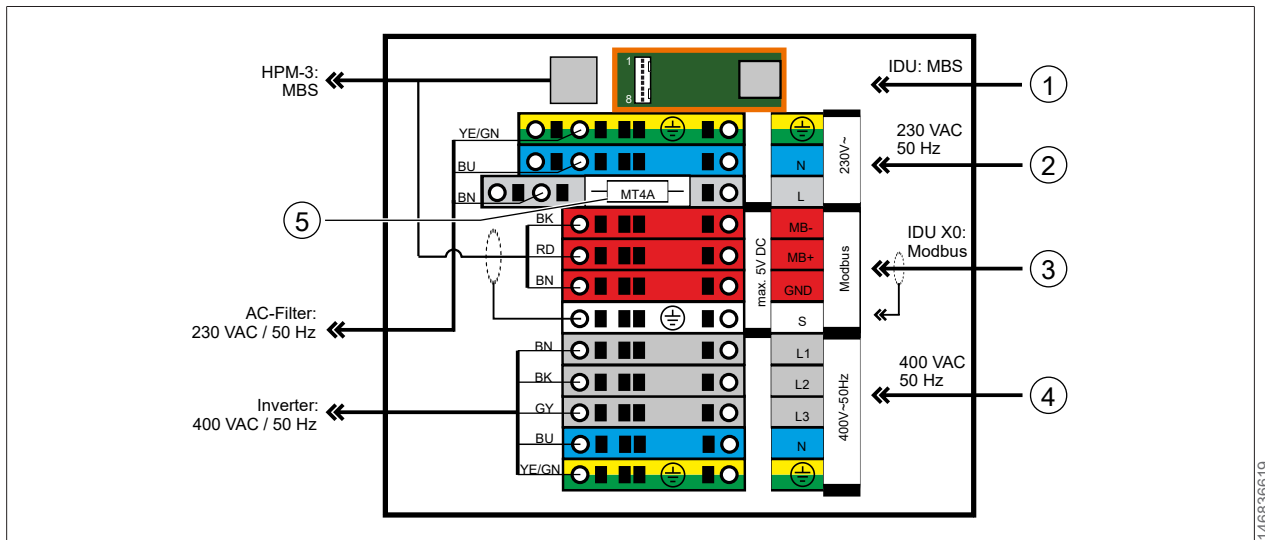 HPM-3:
MBS
1
8
IDU: MBS
1
YE/GN
230 VAC
50 Hz
230V~
2
BU
N
BN
MT4A
L
5
BK
MB-
RD
MB+
BN
GND
S
max. 5V DC
Modbus
IDU X0:
Modbus
3
AC-Filter:
230 VAC / 50 Hz
BN
L1
BK
L2
GY
L3
BU
N
YE/GN
400V~50Hz
400 VAC
50 Hz
4
Inverter:
400 VAC / 50 Hz
146836619